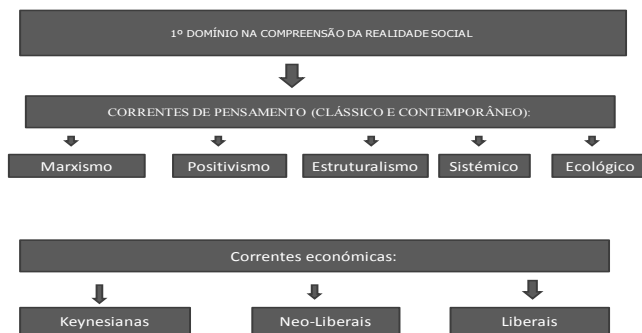 1º DOMÍNIO NA COMPREENSÃO DA REALIDADE SOCIAL
CORRENTES DE PENSAMENTO (CLÁSSICO E CONTEMPORÂNEO):
Marxismo
Positivismo
Estruturalismo
Sistémico
Ecológico
Correntes económicas:
Keynesianas
Neo-Liberais
Liberais